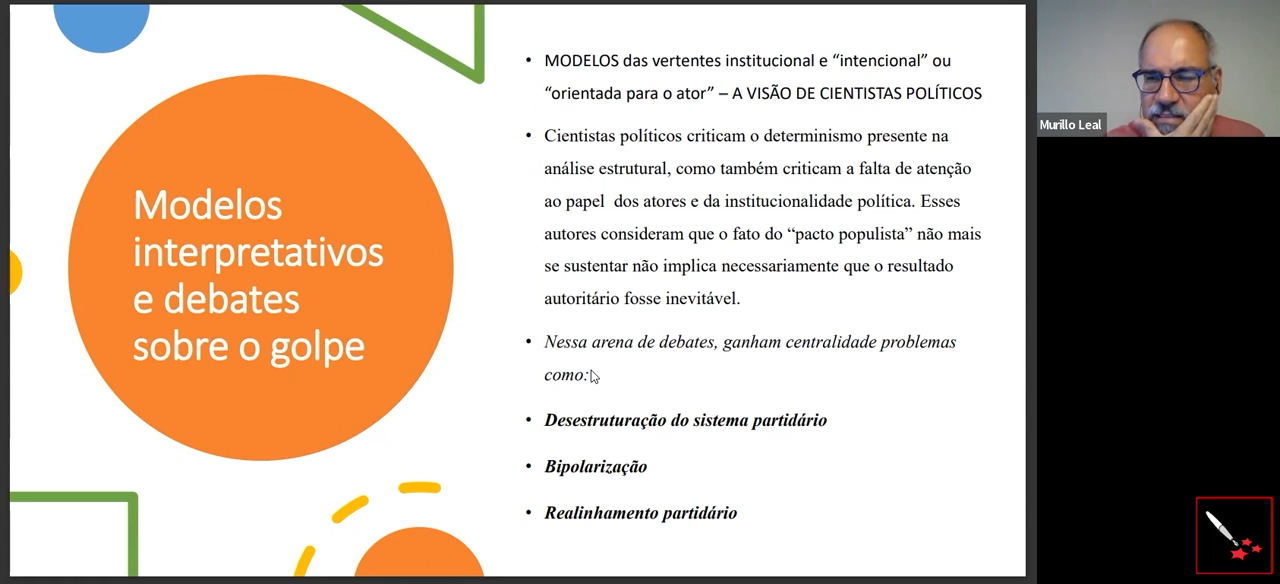 Modelos
interpretativos
e debates
sobre o golpe
• MODELOS das vertentes institucional e “intencional” ou
“orientada para o ator” – A VISÃO DE CIENTISTAS POLÍTICOS
• Cientistas políticos criticam o determinismo presente na
análise estrutural, como também criticam a falta de atenção
ao papel dos atores e da institucionalidade política. Esses
autores consideram que o fato do “pacto populista” não mais
se sustentar não implica necessariamente que o resultado
autoritário fosse inevitável.
• Nessa arena de debates, ganham centralidade problemas
como:
• Desestruturação do sistema partidário
• Bipolarização
• Realinhamento partidário
Murillo Leal